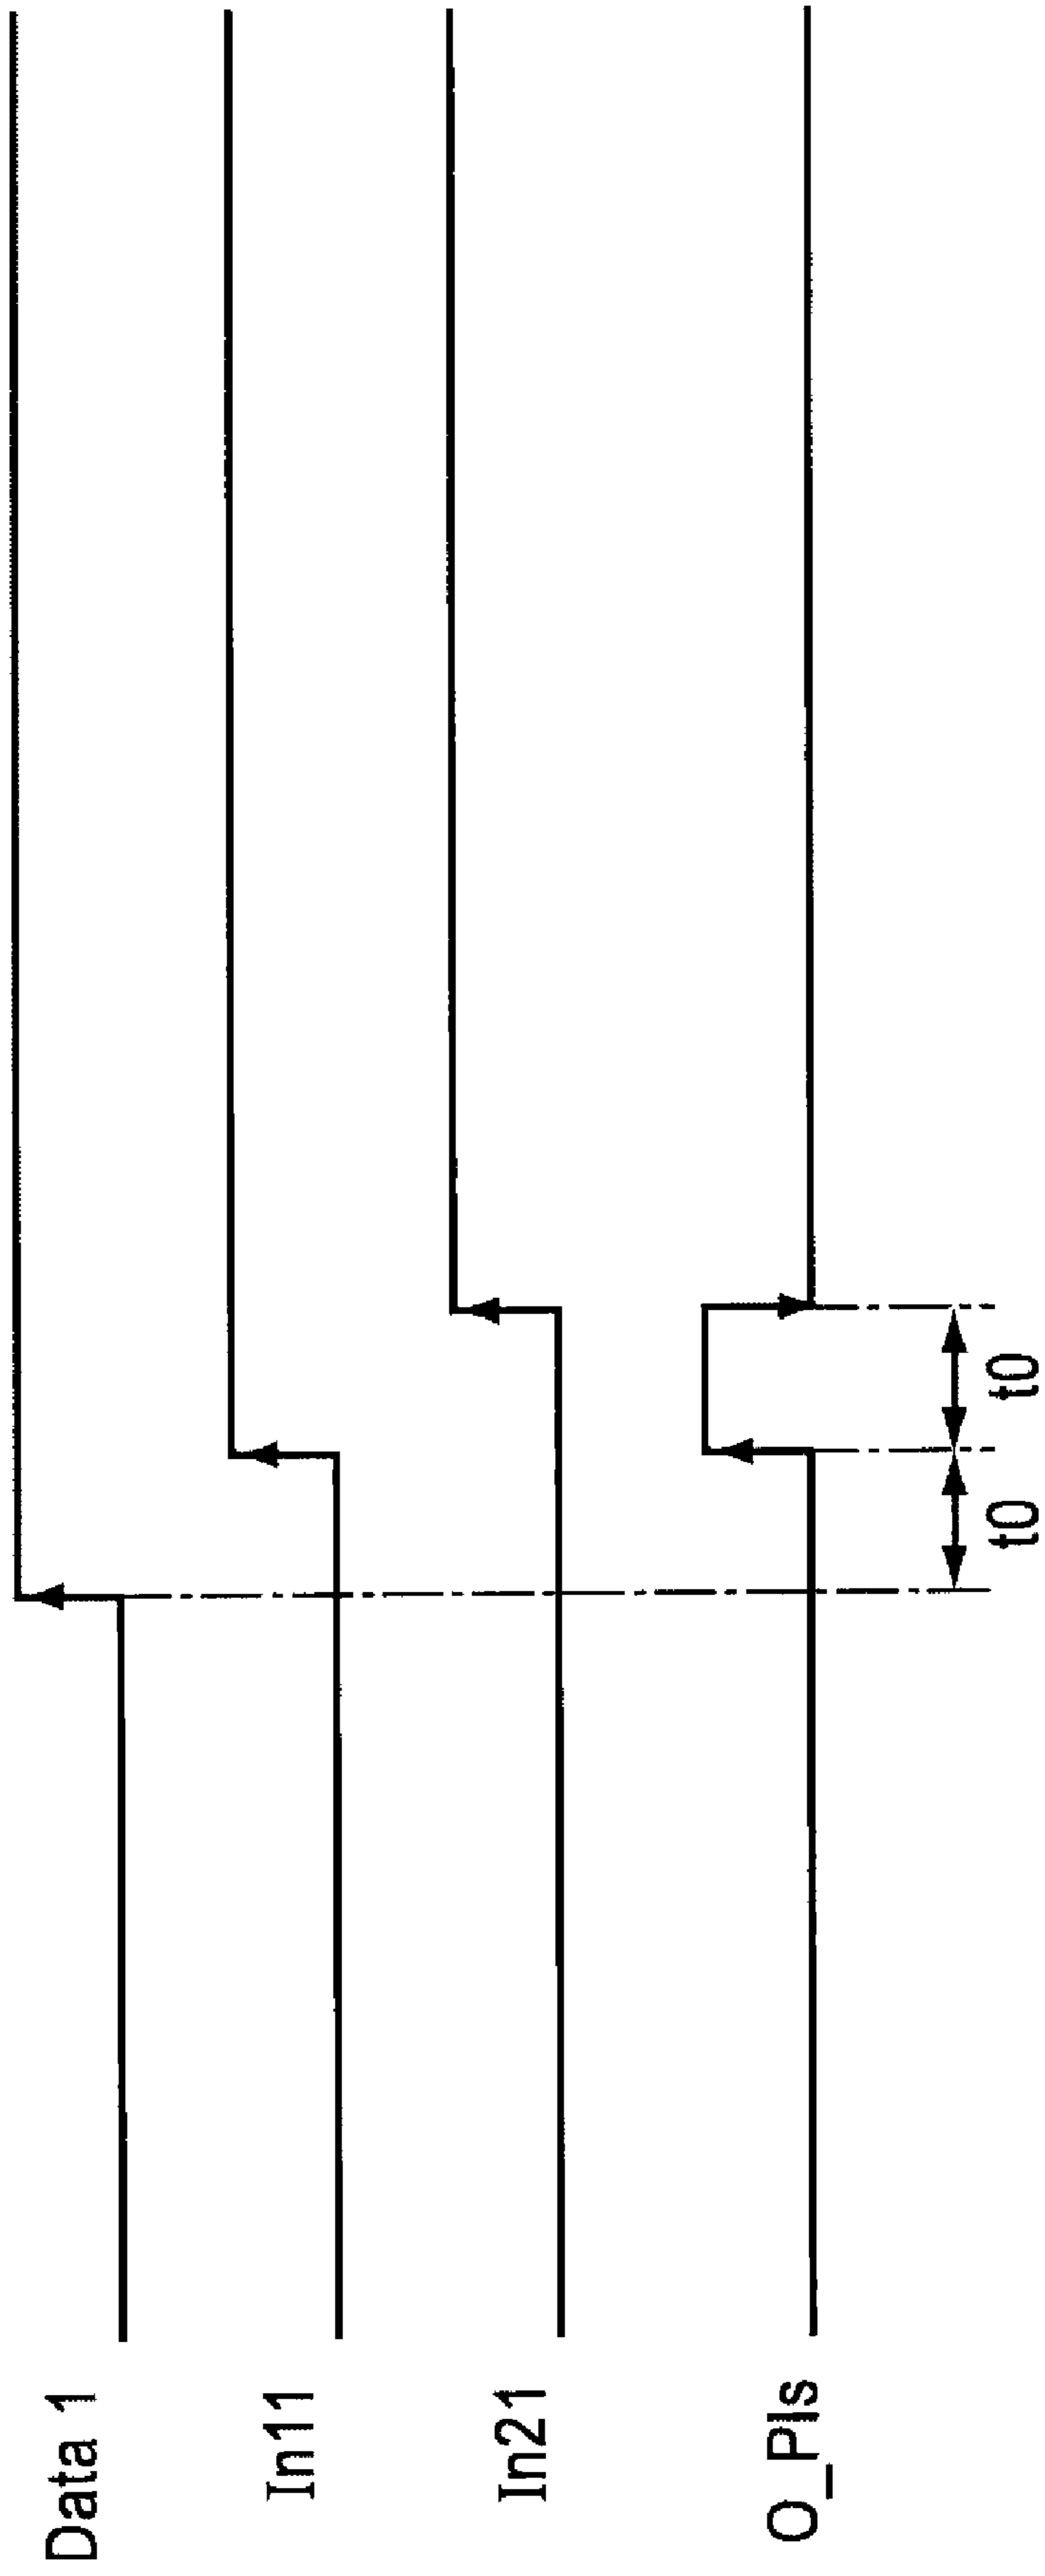 Data 1
In11
In21
O_Pls
t0
t0